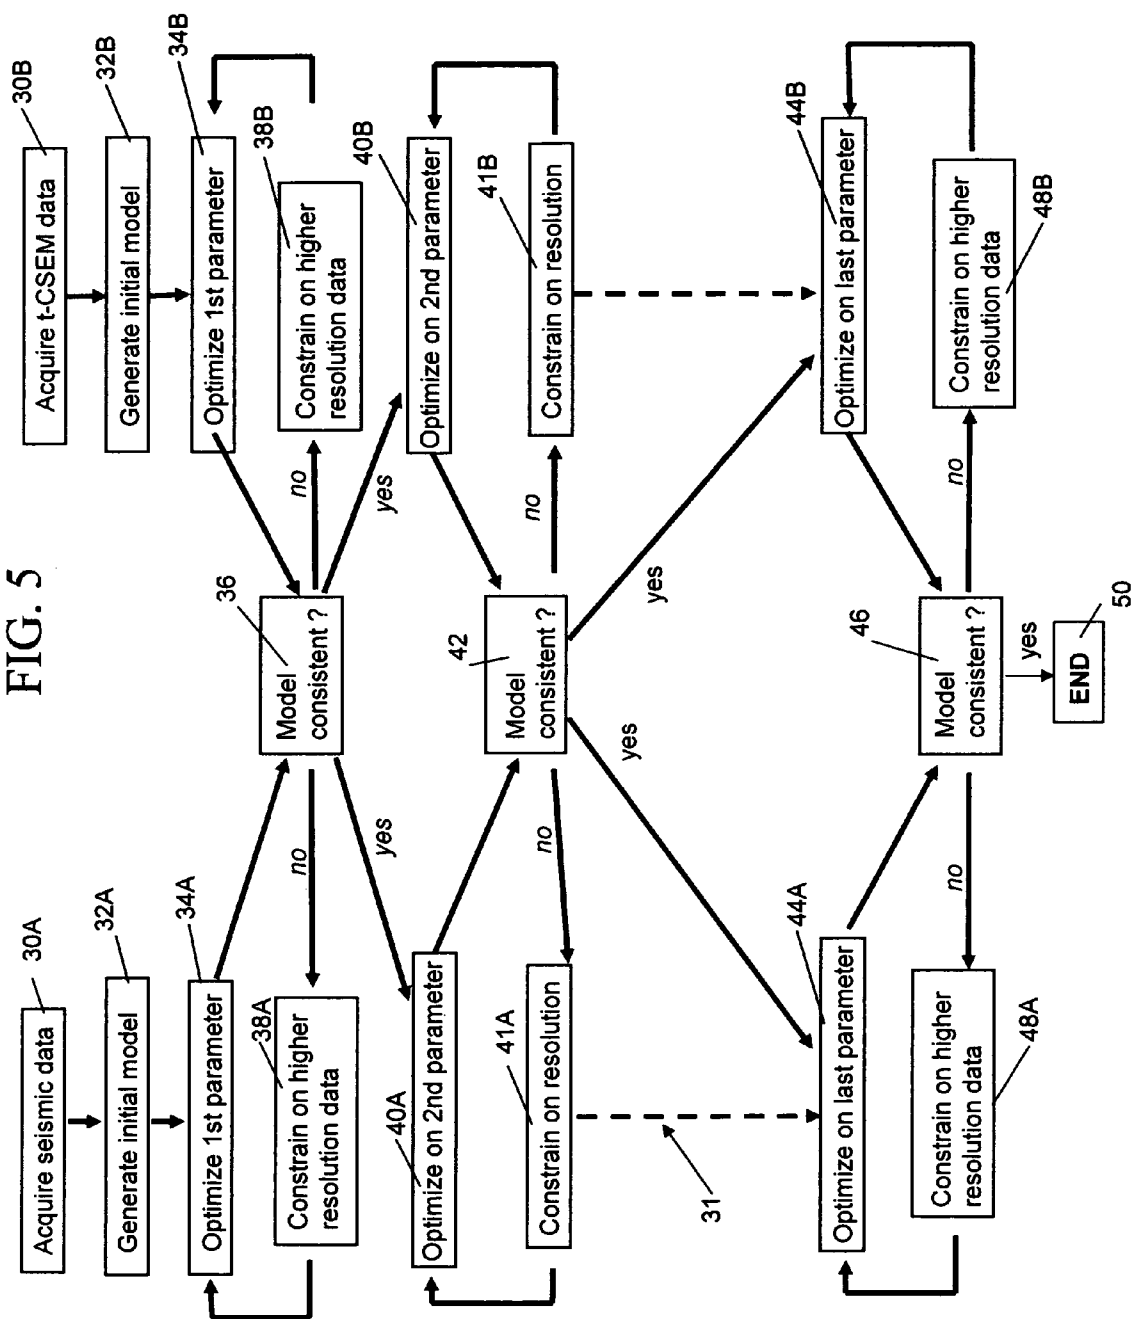 FIG. 5
30A
Acquire seismic data
30B
Acquire t-CSEM data
32A
Generate initial model
32B
Generate initial model
34A
Optimize 1st parameter
34B
Optimize 1st parameter
36
Model
consistent ?
no
no
38A
Constrain on higher
resolution data
38B
Constrain on higher
resolution data
yes
yes
40A
Optimize on 2nd parameter
40B
Optimize on 2nd parameter
42
Model
consistent ?
no
no
41A
Constrain on resolution
41B
Constrain on resolution
yes
yes
31
44A
Optimize on last parameter
44B
Optimize on last parameter
46
Model
consistent ?
no
no
Constrain on higher
resolution data
48A
Constrain on higher
resolution data
48B
yes
END
50